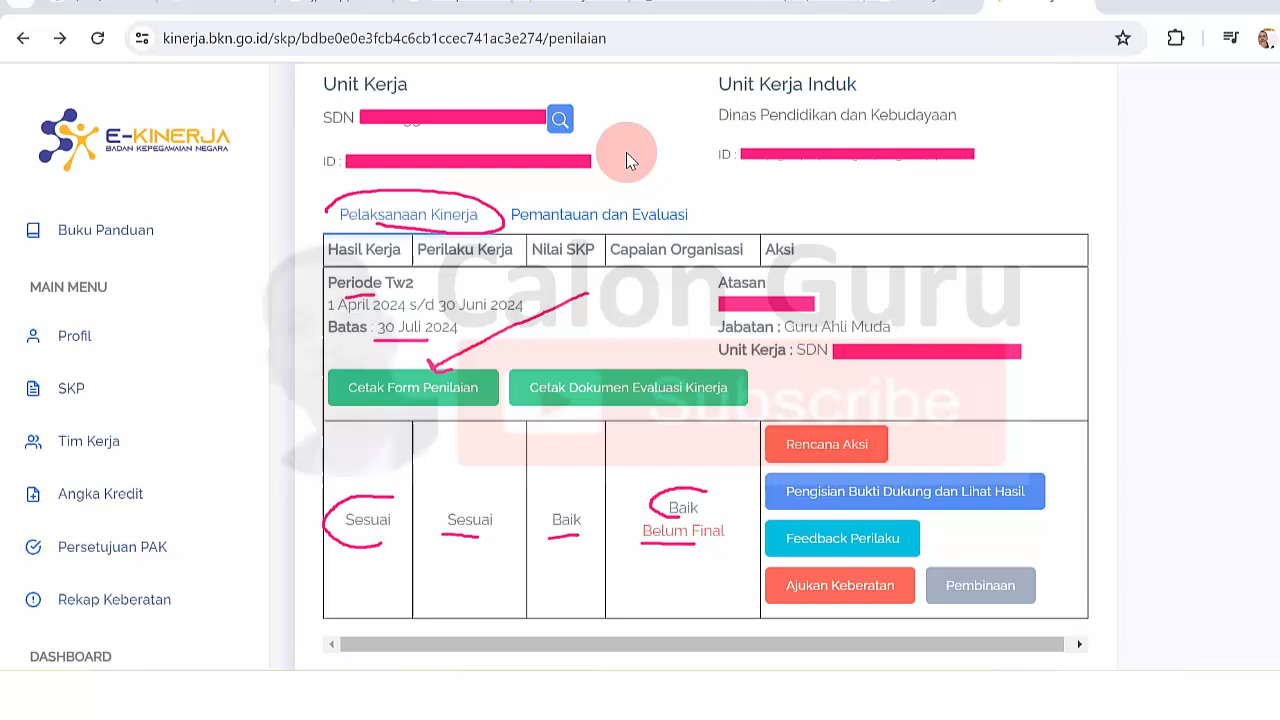 kinerja.bkn.go.id/skp/bdbe0e0e3fcb4c6cb1ccec741ac3e274/penilaian
E-KINERJA
BADAN KEPEGAWAIAN NEGARA
Buku Panduan
MAIN MENU
Profil
SKP
Tim Kerja
Angka Kredit
Persetujuan PAK
Rekap Keberatan
DASHBOARD
Unit Kerja
SDN
ID :
Unit Kerja Induk
Dinas Pendidikan dan Kebudayaan
ID :
Pelaksanaan Kinerja Pemantauan dan Evaluasi
Hasil Kerja Perilaku Kerja Nilai SKP Capaian Organisasi Aksi
Periode Tw2
1 April 2024 s/d 30 Juni 2024
Batas : 30 Juli 2024
Atasan
Jabatan : Guru Ahli Muda
Unit Kerja : SDN
Cetak Form Penilaian Cetak Dokumen Evaluasi Kinerja
Sesuai Sesuai Baik
Baik
Belum Final
Rencana Aksi
Pengisian Bukti Dukung dan Lihat Hasil
Feedback Perilaku
Ajukan Keberatan Pembinaan
Calon Guru
Subscribe